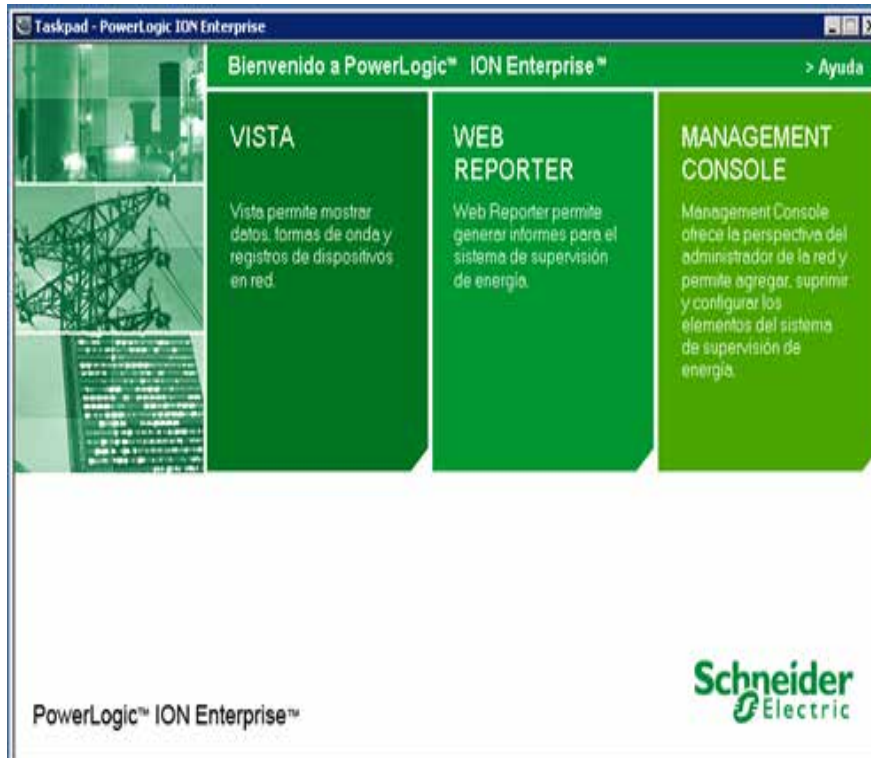 Taskpad - PowerLogic ION Enterprise
Bienvenido a PowerLogic™ ION Enterprise™
> Ayuda
VISTA
Vista permite mostrar
datos, formas de onda y
registros de dispositivos
en red.
WEB
REPORTER
Web Reporter permite
generar informes para el
sistema de supervisión
de energía.
MANAGEMENT
CONSOLE
Management Console
ofrece la perspectiva del
administrador de la red y
permite agregar, suprimir
y configurar los
elementos del sistema
de supervisión de
energía.
Schneider
Electric
PowerLogic™ ION Enterprise™